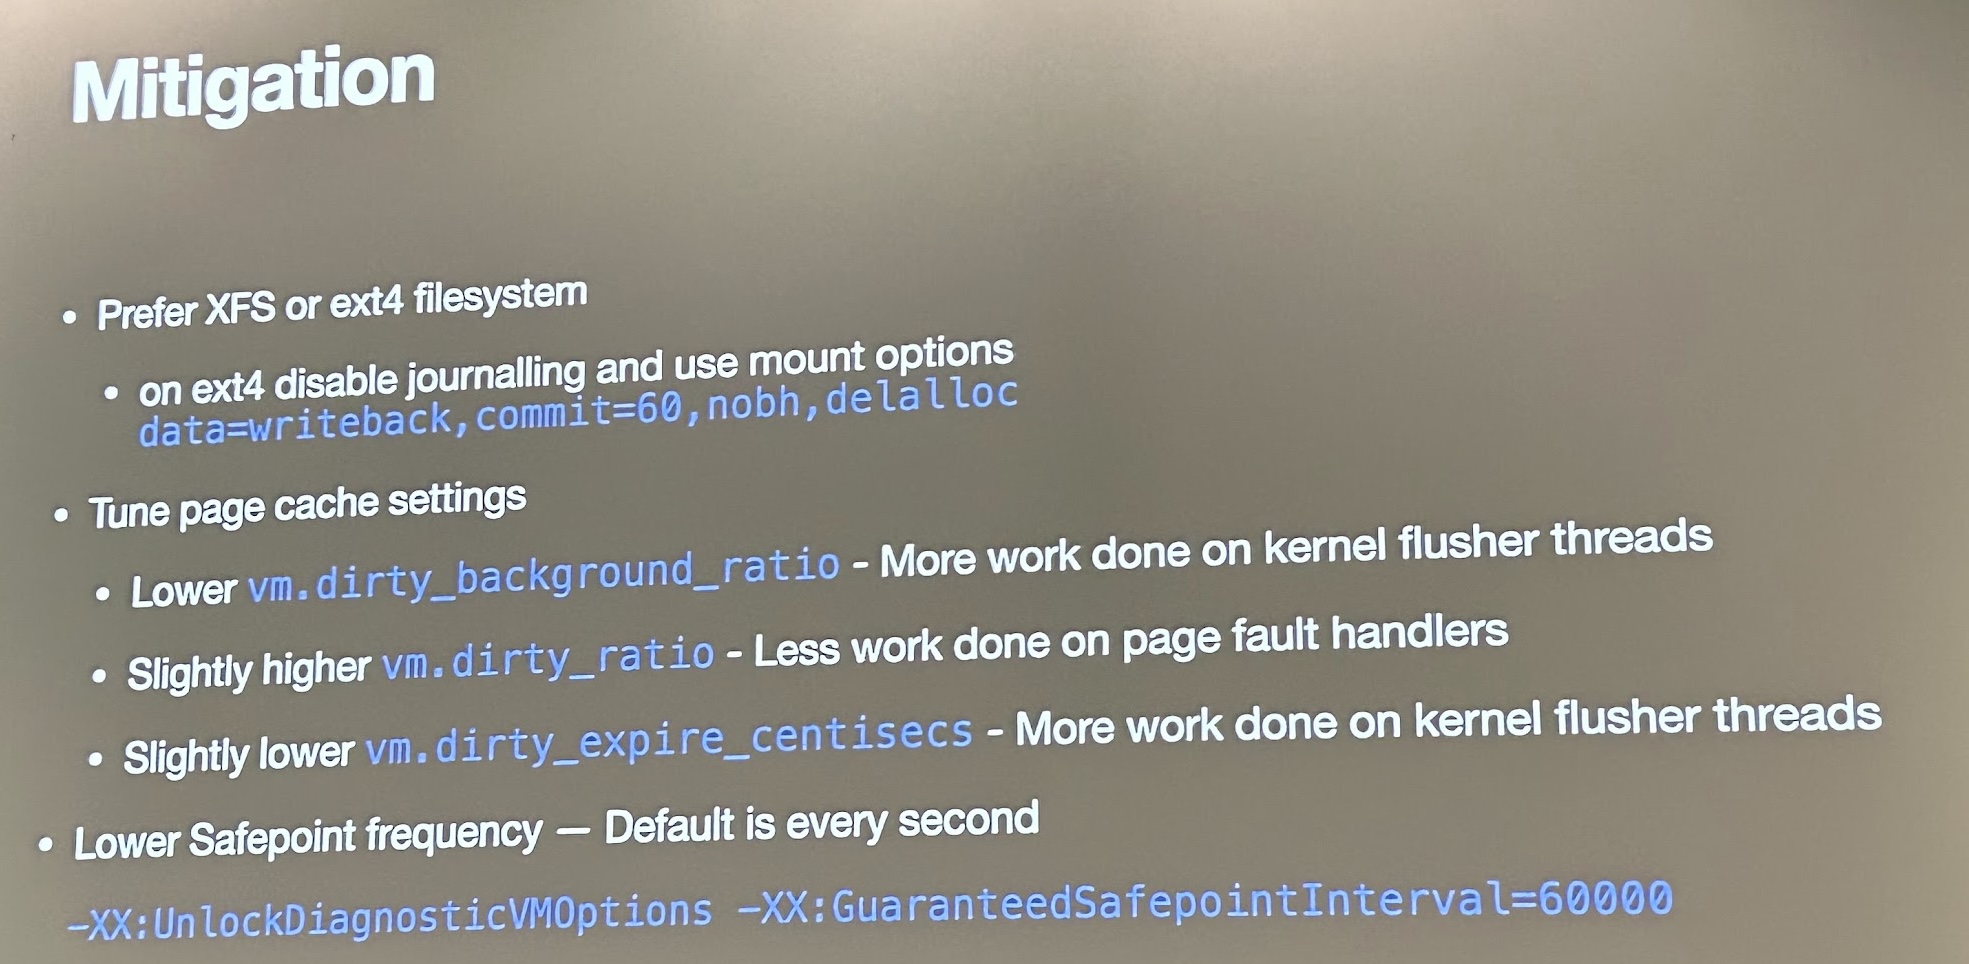 Mitigation
• Prefer XFS or ext4 filesystem
• on ext4 disable journalling and use mount options
data=writeback,commit=60,nobh,delalloc
• Tune page cache settings
• Lower vm.dirty_background_ratio - More work done on kernel flusher threads
• Slightly higher vm.dirty_ratio - Less work done on page fault handlers
• Slightly lower vm.dirty_expire_centisecs - More work done on kernel flusher threads
• Lower Safepoint frequency — Default is every second
-XX:UnlockDiagnosticVMOptions -XX:GuaranteedSafepointInterval=60000